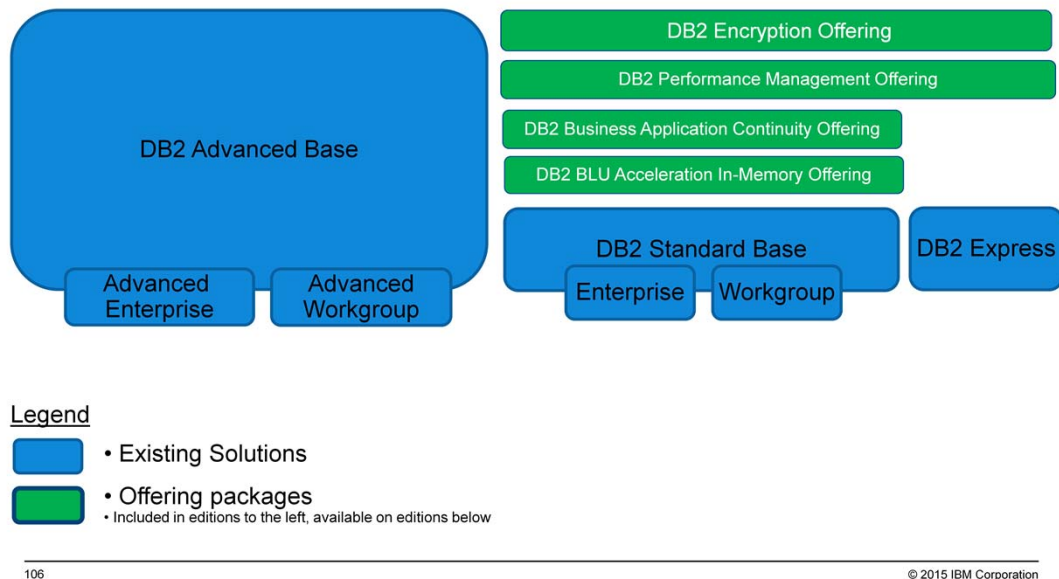 DB2 Advanced Base
Advanced
Enterprise
Advanced
Workgroup
DB2 Encryption Offering
DB2 Performance Management Offering
DB2 Business Application Continuity Offering
DB2 BLU Acceleration In-Memory Offering
DB2 Standard Base
Enterprise
Workgroup
DB2 Express
Legend
• Existing Solutions
• Offering packages
• Included in editions to the left, available on editions below
106
© 2015 IBM Corporation